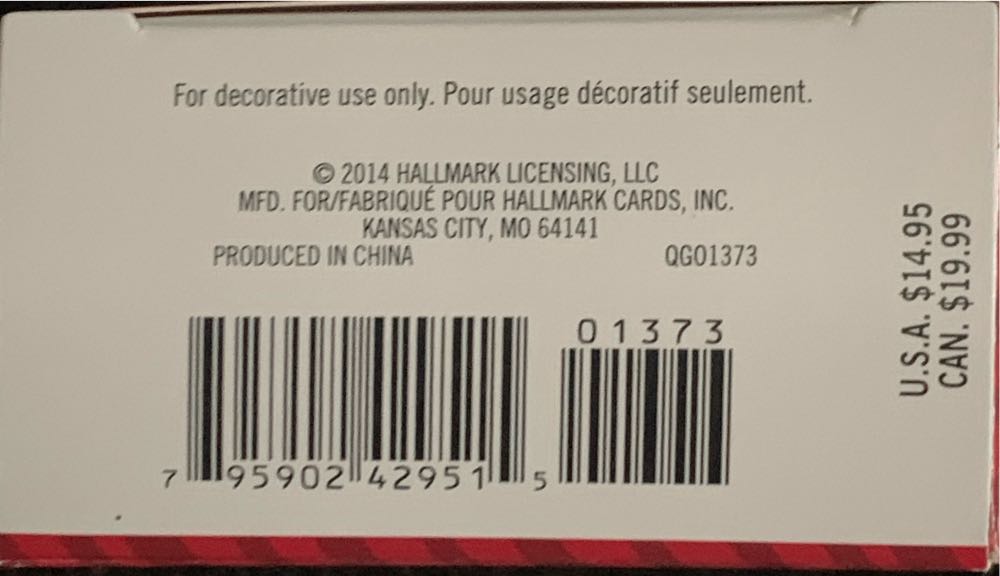 For decorative use only. Pour usage décoratif seulement.
© 2014 HALLMARK LICENSING, LLC
MFD. FOR/FABRIQUÉ POUR HALLMARK CARDS, INC.
KANSAS CITY, MO 64141
PRODUCED IN CHINA QGO1373
01373
7 95902 42951 5
U.S.A. $14.95
CAN. $19.99